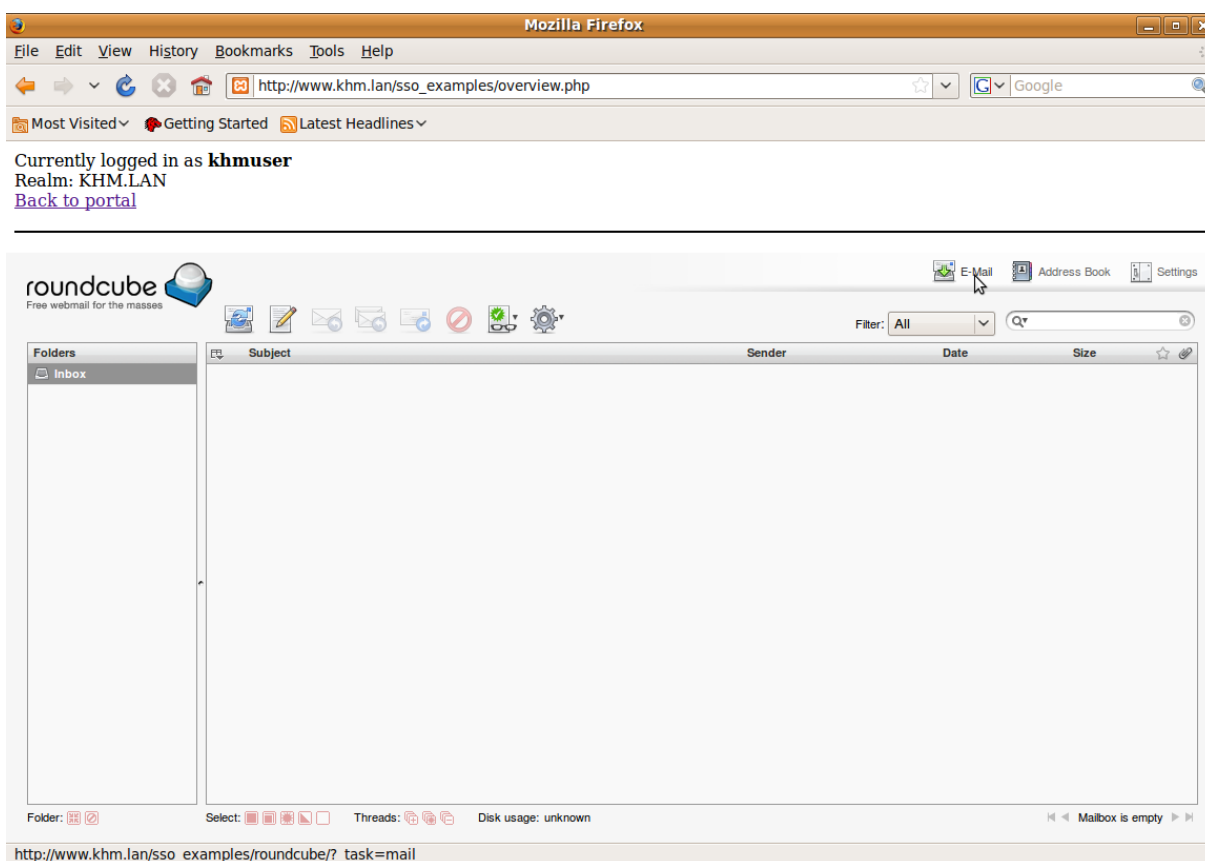 Mozilla Firefox
File Edit View History Bookmarks Tools Help
http://www.khm.lan/sso_examples/overview.php
Google
Most Visited Getting Started Latest Headlines
Currently logged in as khmuser
Realm: KHM.LAN
Back to portal
roundcube
Free webmail for the masses
E-Mail Address Book Settings
Filter: All
Folders
Subject Sender Date Size
Inbox
Folder: Select: Threads: Disk usage: unknown Mailbox is empty
http://www.khm.lan/sso_examples/roundcube/?_task=mail